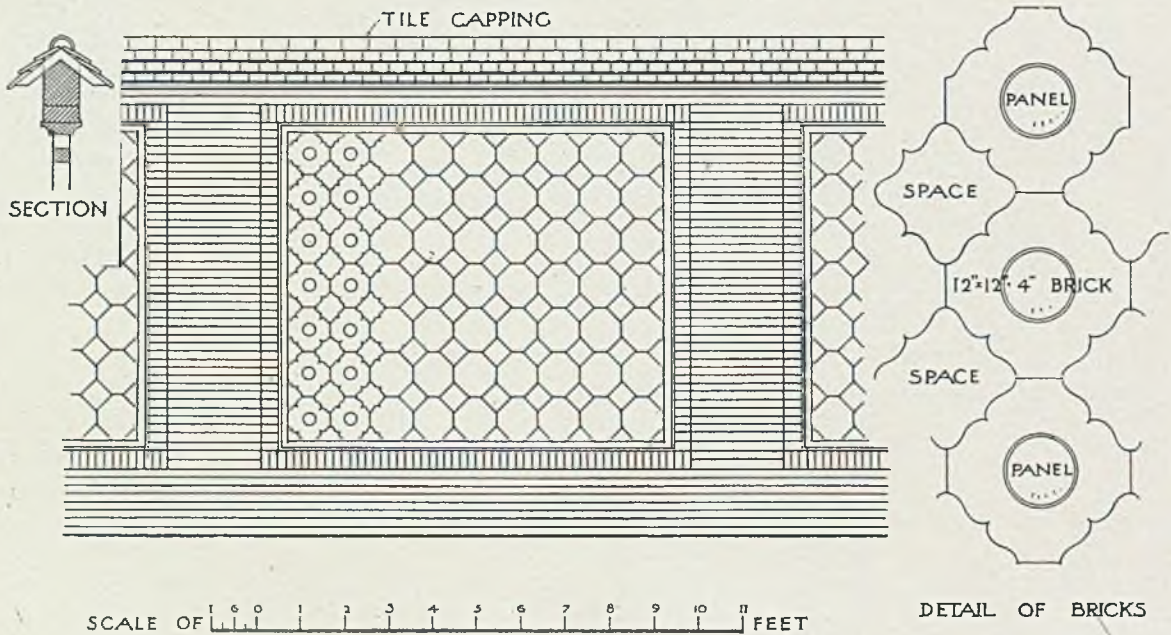 TILE CAPPING
SECTION
PANEL
SPACE
12"×12"· 4" BRICK
SPACE
PANEL
SCALE OF 1 6 0 1 2 3 4 5 6 7 8 9 10 11 FEET
DETAIL OF BRICKS